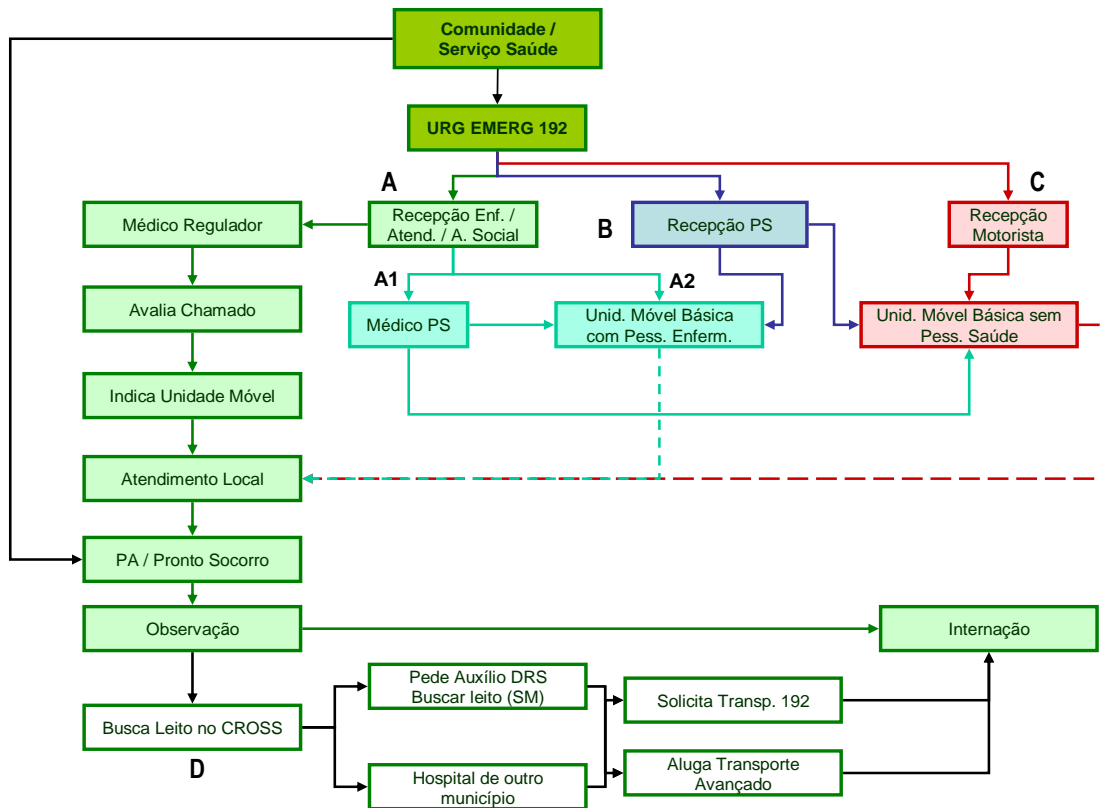 Comunidade /
Serviço Saúde
URG EMERG 192
A
C
Médico Regulador
Recepção Enf. /
Atend. / A. Social
B
Recepção PS
Recepção
Motorista
A1
A2
Avalia Chamado
Médico PS
Unid. Móvel Básica
com Pess. Enferm.
Unid. Móvel Básica sem
Pess. Saúde
Indica Unidade Móvel
Atendimento Local
PA / Pronto Socorro
Observação
Internação
Pede Auxílio DRS
Buscar leito (SM)
Solicita Transp. 192
Busca Leito no CROSS
D
Hospital de outro
município
Aluga Transporte
Avançado